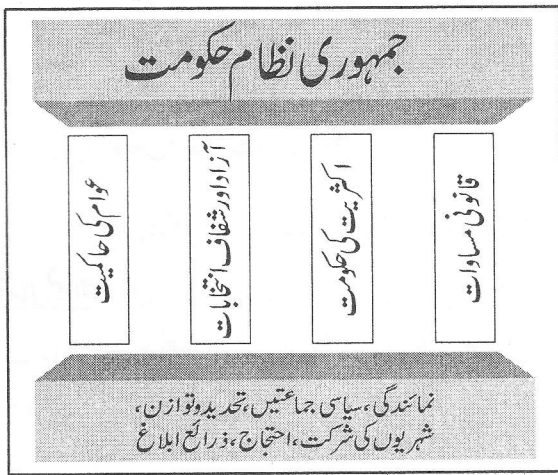 جمہوری نظام حکومت
قانونی مساوات
اکثریت کی حکومت
آزاد اور شفاف انتخابات
عوام کی حاکمیت
نمائندگی، سیاسی جماعتیں، تحدید و توازن،
شہریوں کی شرکت، احتجاج، ذرائع ابلاغ